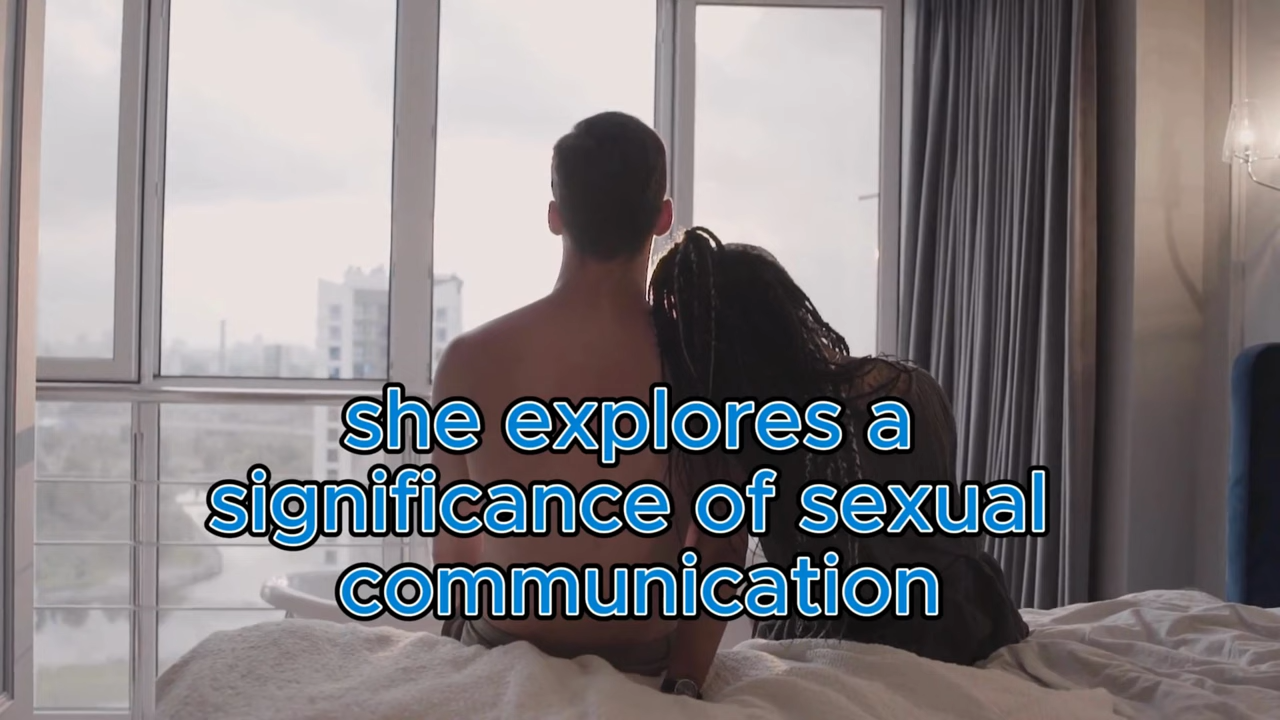 she explores a
significance of sexual
communication